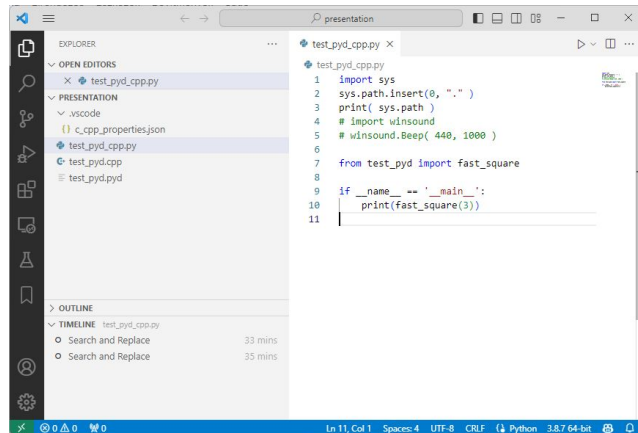 presentation
EXPLORER
OPEN EDITORS
test_pyd_cpp.py
PRESENTATION
.vscode
{} c_cpp_properties.json
test_pyd_cpp.py
test_pyd.cpp
test_pyd.pyd
OUTLINE
TIMELINE test_pyd_cpp.py
Search and Replace 33 mins
Search and Replace 35 mins
test_pyd_cpp.py
test_pyd_cpp.py
1 import sys
2 sys.path.insert(0, "." )
3 print( sys.path )
4 # import winsound
5 # winsound.Beep( 440, 1000 )
6
7 from test_pyd import fast_square
8
9 if __name__ == '__main__':
10 print(fast_square(3))
11
0 0 0 Ln 11, Col 1 Spaces: 4 UTF-8 CRLF Python 3.8.7 64-bit